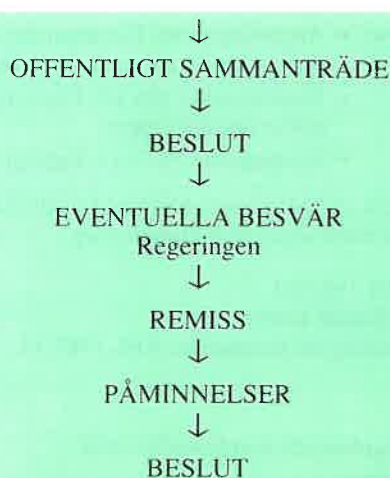 ↓
OFFENTLIGT SAMMANTRÄDE
↓
BESLUT
↓
EVENTUELLA BESVÄR
Regeringen
↓
REMISS
↓
PÅMINNELSER
↓
BESLUT